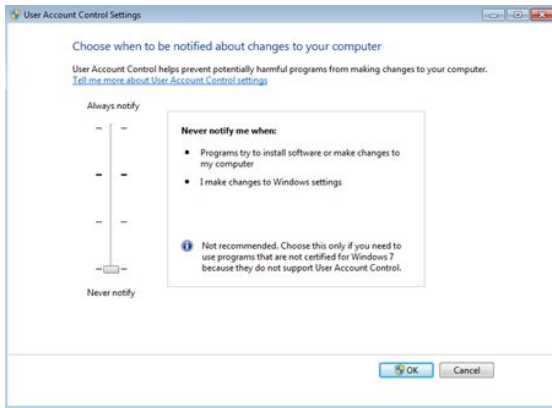 User Account Control Settings
Choose when to be notified about changes to your computer
User Account Control helps prevent potentially harmful programs from making changes to your computer.
Tell me more about User Account Control settings
Always notify
Never notify me when:
• Programs try to install software or make changes to
my computer
• I make changes to Windows settings
Not recommended. Choose this only if you need to
use programs that are not certified for Windows 7
because they do not support User Account Control.
Never notify
OK
Cancel